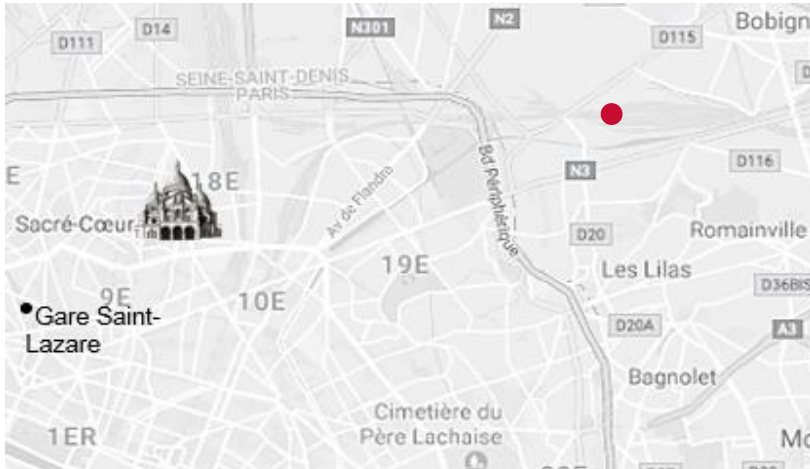 D111
D14
N301
N2
D115
Bobign
SEINE-SAINT-DENIS
PARIS
Bd Périphérique
N3
D116
E
18E
Av de Flandre
Sacré-Cœur
D20
Romainville
19E
Les Lilas
9E
10E
D36BIS
Gare Saint-
Lazare
D20A
A3
Bagnolet
Cimetière du
Père Lachaise
1ER
Mo